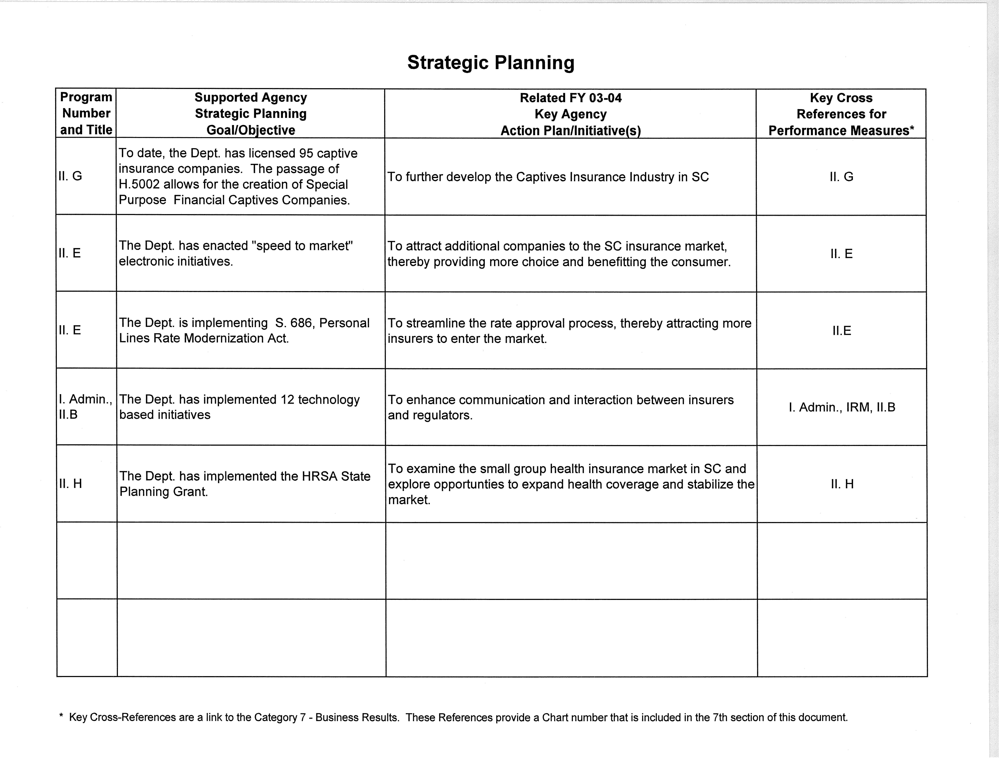 Strategic Planning
Program
Number
and Title
Supported Agency
Strategic Planning
Goal/Objective
Related FY 03-04
Key Agency
Action Plan/Initiative(s)
Key Cross
References for
Performance Measures*
II. G
To date, the Dept. has licensed 95 captive
insurance companies.  The passage of
H.5002 allows for the creation of Special
Purpose  Financial Captives Companies.
To further develop the Captives Insurance Industry in SC
II. G
II. E
The Dept. has enacted "speed to market"
electronic initiatives.
To attract additional companies to the SC insurance market,
thereby providing more choice and benefitting the consumer.
II. E
II. E
The Dept. is implementing  S. 686, Personal
Lines Rate Modernization Act.
To streamline the rate approval process, thereby attracting more
insurers to enter the market.
II.E
I. Admin.,
II.B
The Dept. has implemented 12 technology
based initiatives
To enhance communication and interaction between insurers
and regulators.
I. Admin., IRM, II.B
II. H
The Dept. has implemented the HRSA State
Planning Grant.
To examine the small group health insurance market in SC and
explore opportunties to expand health coverage and stabilize the
market.
II. H
*  Key Cross-References are a link to the Category 7 - Business Results.  These References provide a Chart number that is included in the 7th section of this document.